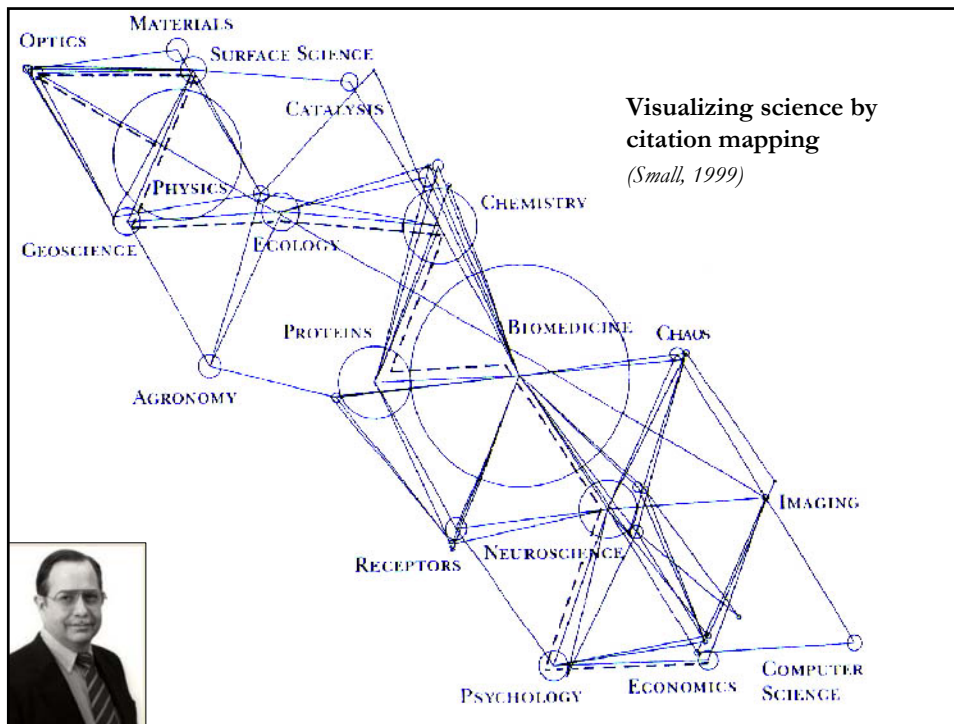 MATERIALS
OPTICS
SURFACE SCIENCE
CATALYSIS
Visualizing science by
citation mapping
(Small, 1999)
PHYSICS
CHEMISTRY
GEOSCIENCE
ECOLOGY
PROTEINS
BIOMEDICINE
CHAOS
AGRONOMY
IMAGING
RECEPTORS
NEUROSCIENCE
PSYCHOLOGY
ECONOMICS
COMPUTER
SCIENCE